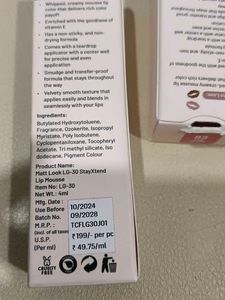 Whipped, creamy mousse lip
color that delivers rich color
payoff
• Enriched with the goodness of
vitamin E
• Has a non-sticky, non-
drying formula
• Comes with a teardrop
applicator with a center well
for precise and even
application
• Smudge and transfer-proof
formula that stays throughout
the way
• Velvety smooth texture that
applies easily and blends in
seamlessly with your lips
Ingredients:
Butylated Hydroxytoluene,
Fragrance, Ozokerite, Isopropyl
Myristate, Poly Isobutene,
Cyclopentasiloxane, Tocopheryl
Acetate, Tri methyl silicate, Iso
dodecane, Pigment Colour
Product Name:
Matt Look LG-30 StayXtend
Lip Mousse
Item No: LG-30
Net Wt.: 4ml
Mfg. Date : 10/2024
Use Before 09/2028
Batch No. TCFLG30J01
M.R.P. : ₹199/- per pc
(incl. of all taxes)
U.S.P. ₹ 49.75/ml
(Per ml)
CRUELTY
FREE